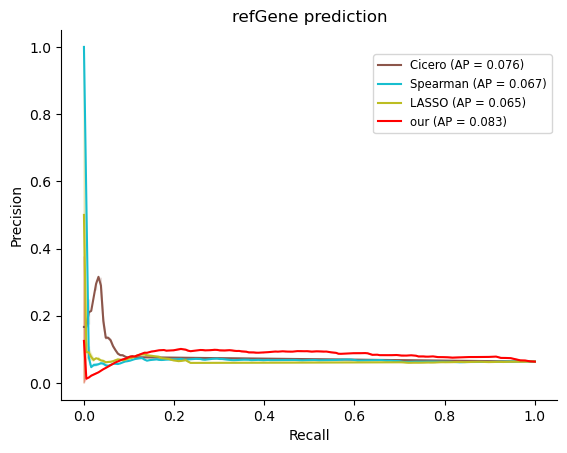 refGene prediction
1.0
0.8
0.6
0.4
0.2
0.0
Precision
Cicero (AP = 0.076)
Spearman (AP = 0.067)
LASSO (AP = 0.065)
our (AP = 0.083)
0.0 0.2 0.4 0.6 0.8 1.0
Recall